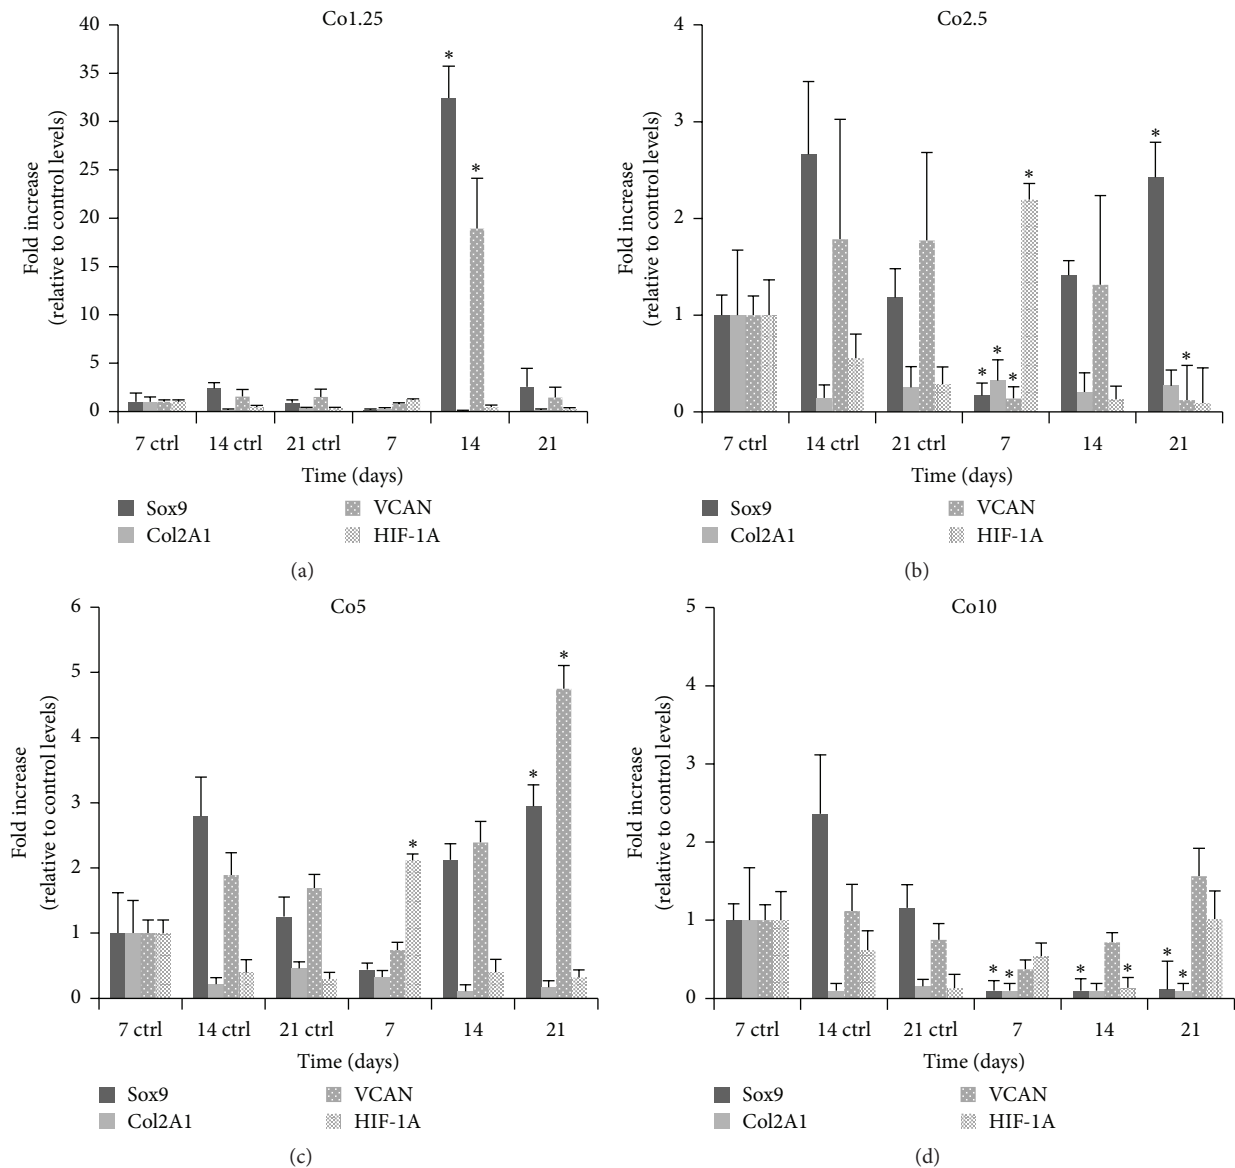 Co1.25
Fold increase
(relative to control levels)
40
35
30
25
20
15
10
5
0
*
*
7 ctrl 14 ctrl 21 ctrl 7 14 21
Time (days)
Sox9 VCAN
Col2A1 HIF-1A
(a)
Co2.5
Fold increase
(relative to control levels)
4
3
2
1
0
* * * * * *
7 ctrl 14 ctrl 21 ctrl 7 14 21
Time (days)
Sox9 VCAN
Col2A1 HIF-1A
(b)
Co5
Fold increase
(relative to control levels)
6
5
4
3
2
1
0
* * *
7 ctrl 14 ctrl 21 ctrl 7 14 21
Time (days)
Sox9 VCAN
Col2A1 HIF-1A
(c)
Co10
Fold increase
(relative to control levels)
5
4
3
2
1
0
* * * * * *
7 ctrl 14 ctrl 21 ctrl 7 14 21
Time (days)
Sox9 VCAN
Col2A1 HIF-1A
(d)